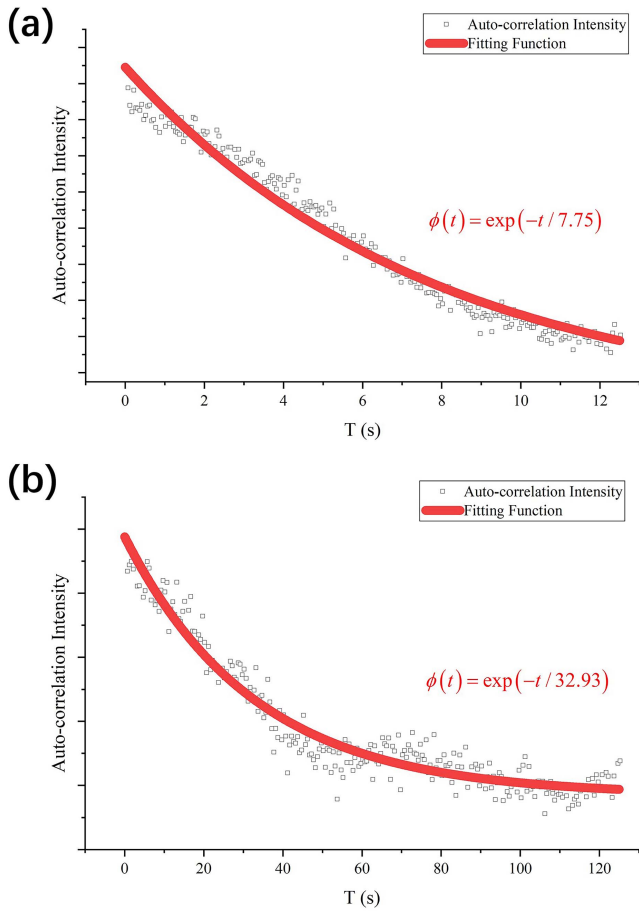 (a)
Auto-correlation Intensity
Fitting Function
Auto-correlation Intensity
ϕ(t) = exp(−t / 7.75)
0 2 4 6 8 10 12
T (s)
(b)
Auto-correlation Intensity
Fitting Function
Auto-correlation Intensity
ϕ(t) = exp(−t / 32.93)
0 20 40 60 80 100 120
T (s)